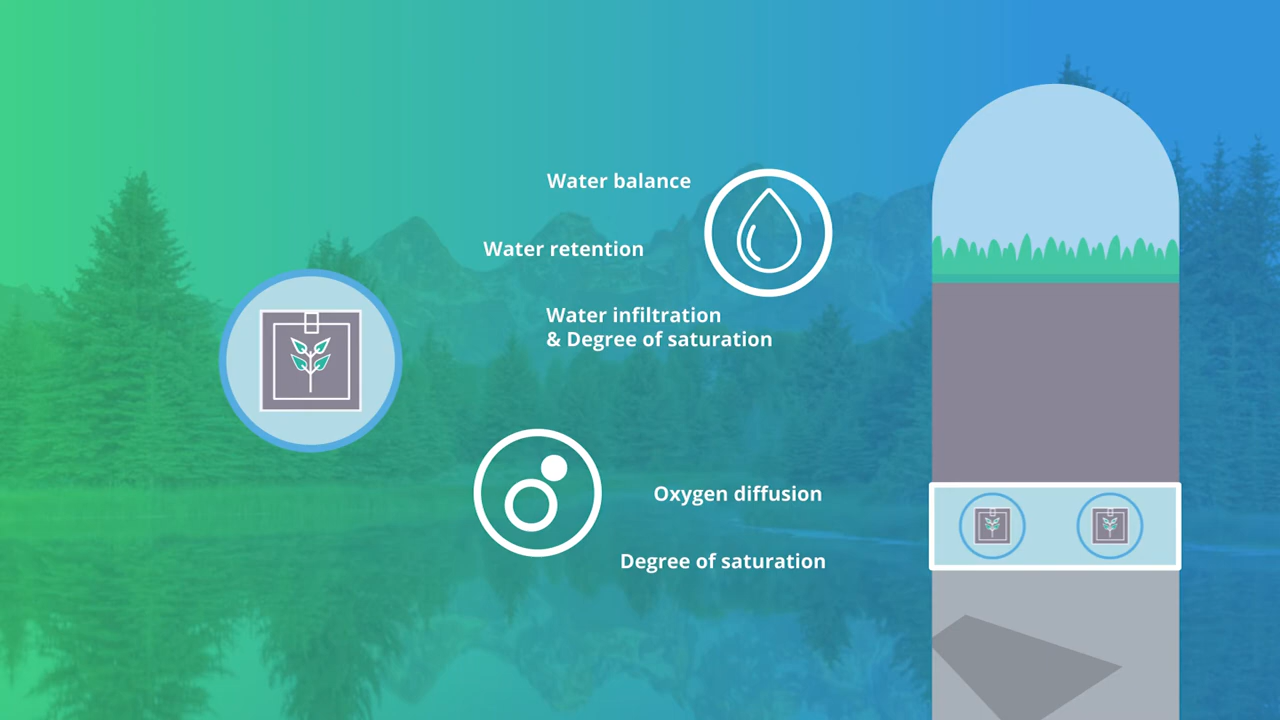 Water balance
Water retention
Water infiltration
& Degree of saturation
Oxygen diffusion
Degree of saturation